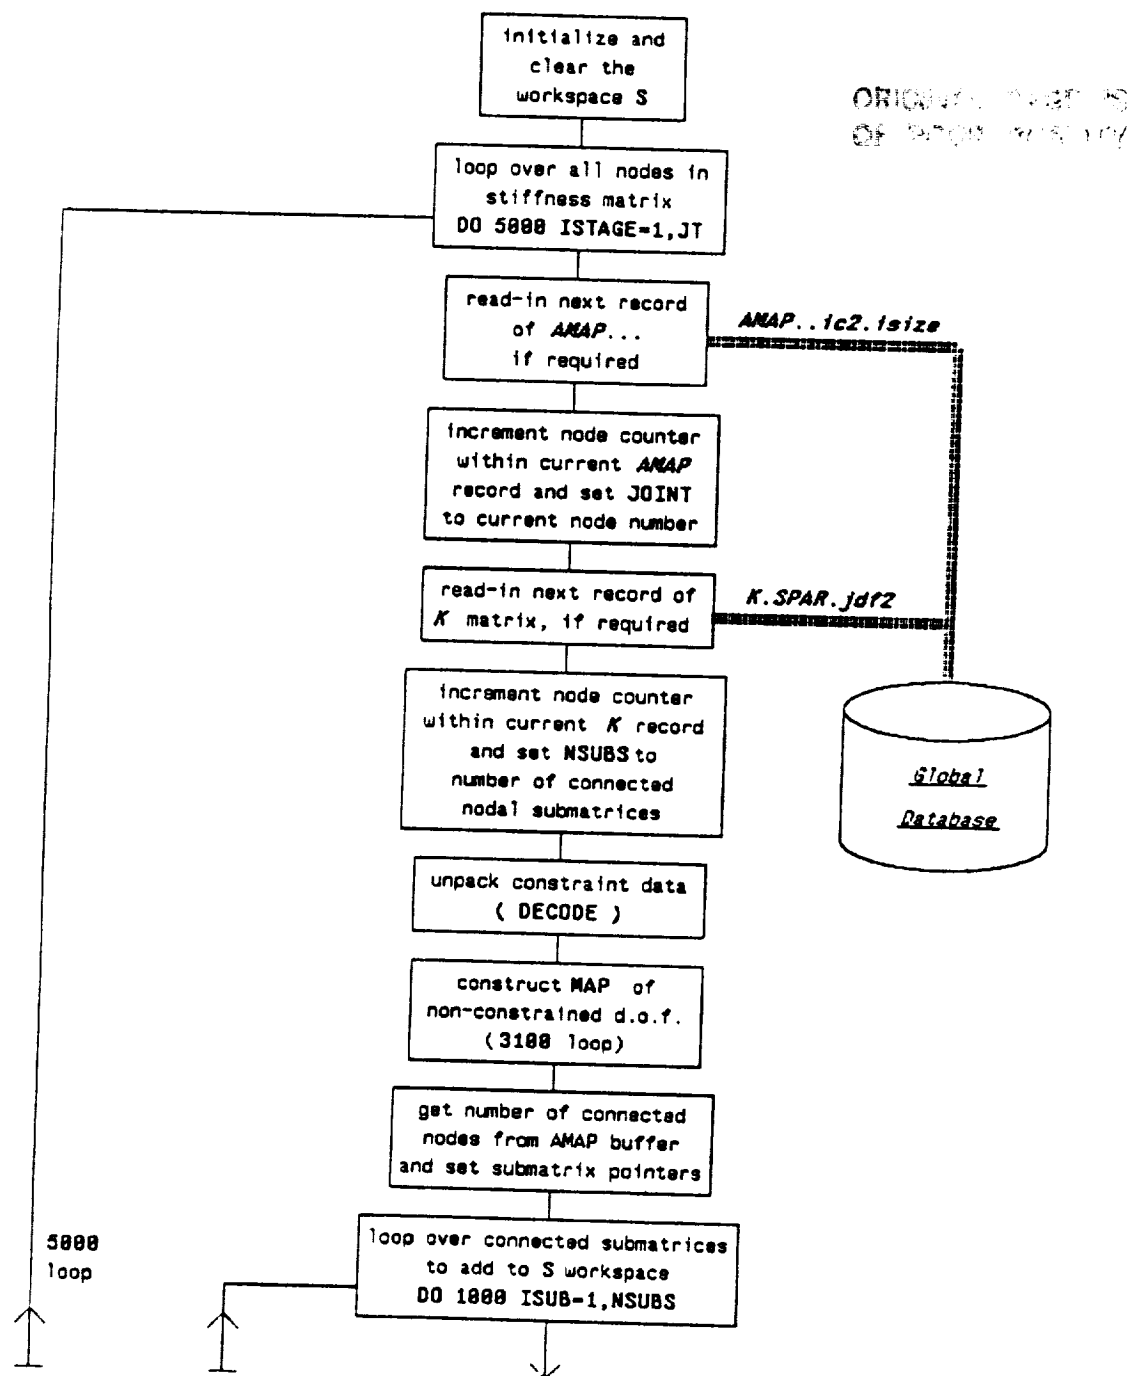 initialize and
clear the
workspace S
loop over all nodes in
stiffness matrix
DO 5000 ISTAGE=1,JT
read-in next record
of AMAP...
if required
AMAP..ic2.isize
increment node counter
within current AMAP
record and set JOINT
to current node number
read-in next record of
K matrix, if required
K.SPAR.jdf2
increment node counter
within current K record
and set NSUBS to
number of connected
nodal submatrices
Global
Database
unpack constraint data
( DECODE )
construct MAP of
non-constrained d.o.f.
(3100 loop)
get number of connected
nodes from AMAP buffer
and set submatrix pointers
loop over connected submatrices
to add to S workspace
DO 1000 ISUB=1,NSUBS
5000
loop